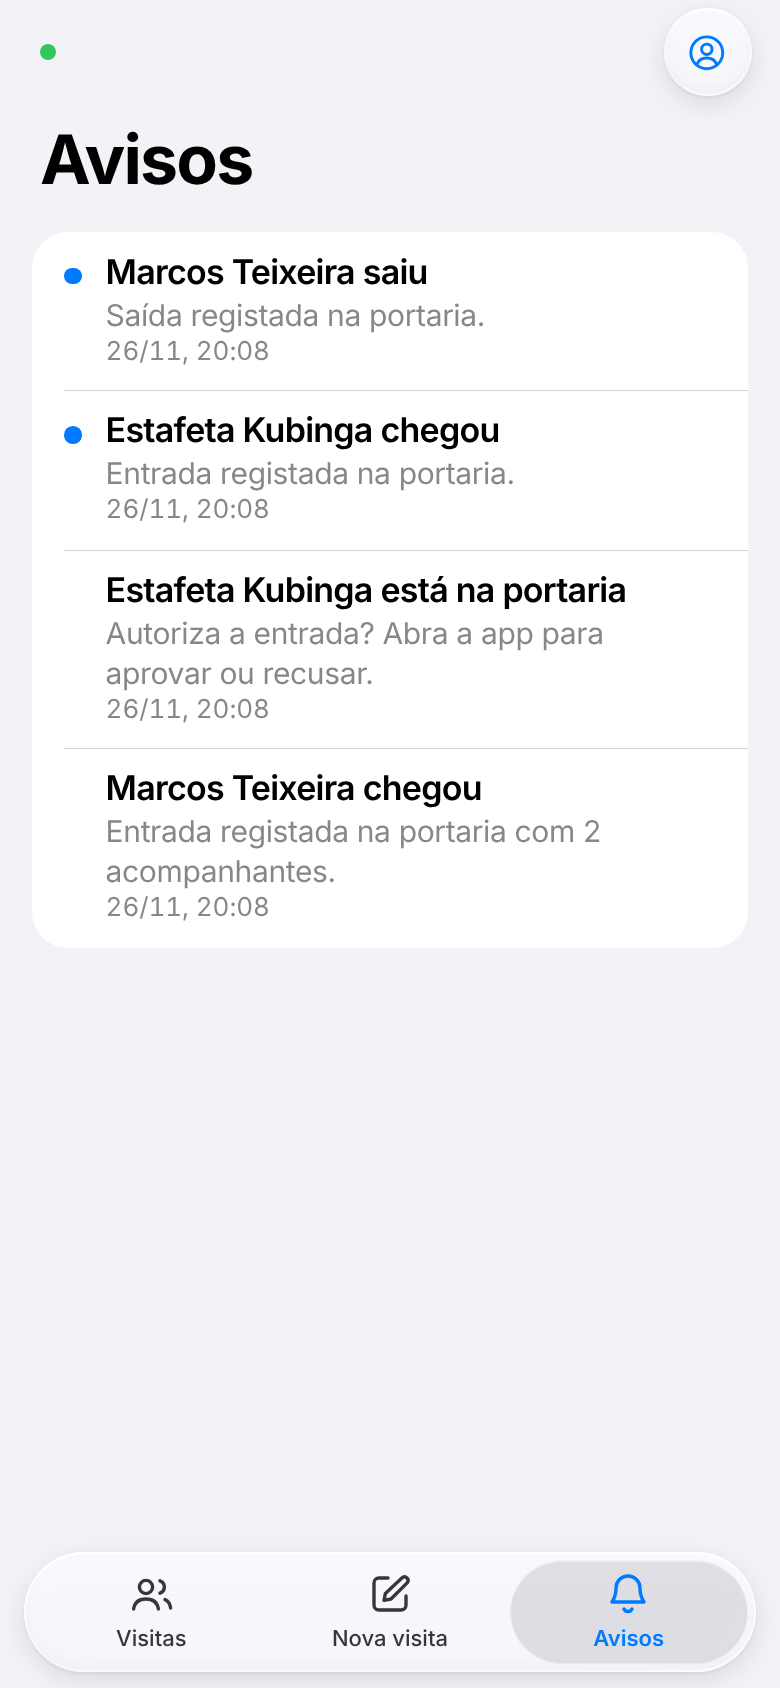 Avisos
Marcos Teixeira saiu
Saída registada na portaria.
26/11, 20:08
Estafeta Kubinga chegou
Entrada registada na portaria.
26/11, 20:08
Estafeta Kubinga está na portaria
Autoriza a entrada? Abra a app para
aprovar ou recusar.
26/11, 20:08
Marcos Teixeira chegou
Entrada registada na portaria com 2
acompanhantes.
26/11, 20:08
Visitas
Nova visita
Avisos